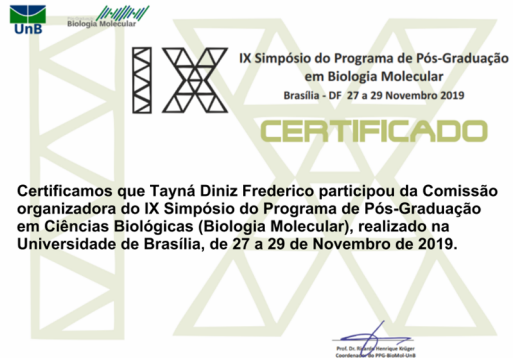 UnB
Biologia Molecular
IX
IX Simpósio do Programa de Pós-Graduação
em Biologia Molecular
Brasília - DF 27 a 29 Novembro 2019
CERTIFICADO
Certificamos que Tayná Diniz Frederico participou da Comissão
organizadora do IX Simpósio do Programa de Pós-Graduação
em Ciências Biológicas (Biologia Molecular), realizado na
Universidade de Brasília, de 27 a 29 de Novembro de 2019.
Prof. Dr. Ricardo Henrique Krüger
Coordenador do PPG-BioMol-UnB